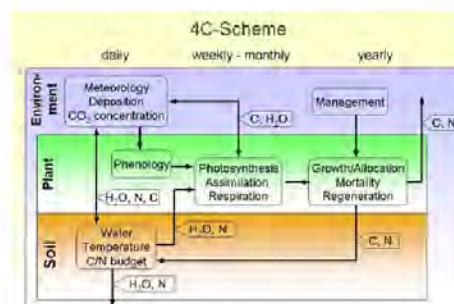 4C-Scheme
daily weekly - monthly yearly
Environ-
ment
Meteorology
Deposition
CO₂ concentration
C, H₂O
Management
C, N
Plant
Phenology
Photosynthesis
Assimilation
Respiration
Growth/Allocation
Mortality
Regeneration
H₂O, N, C
Soil
Water
Temperature
C/N budget
H₂O, N
C, N
H₂O, N